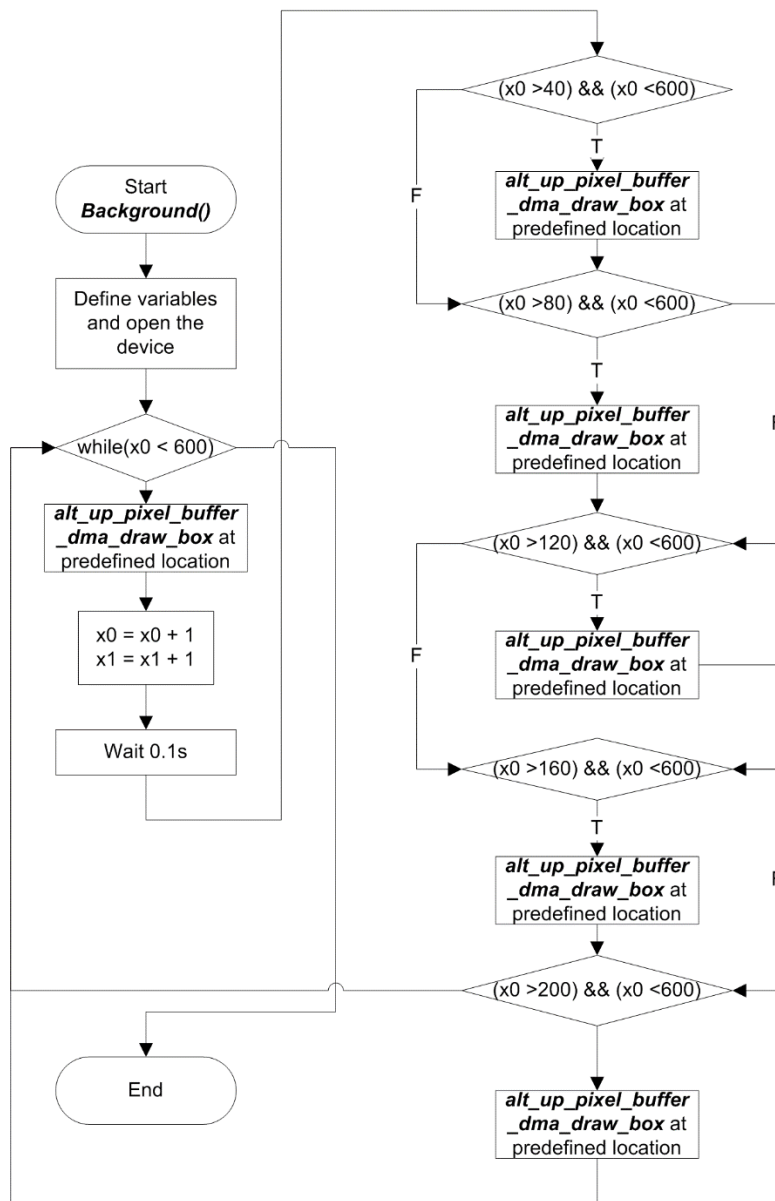 Start
Background()
Define variables
and open the
device
while(x0 < 600)
alt_up_pixel_buffer
_dma_draw_box at
predefined location
x0 = x0 + 1
x1 = x1 + 1
Wait 0.1s
End
(x0 >40) && (x0 <600)
T
F
alt_up_pixel_buffer
_dma_draw_box at
predefined location
(x0 >80) && (x0 <600)
T
F
alt_up_pixel_buffer
_dma_draw_box at
predefined location
(x0 >120) && (x0 <600)
T
F
alt_up_pixel_buffer
_dma_draw_box at
predefined location
(x0 >160) && (x0 <600)
T
F
alt_up_pixel_buffer
_dma_draw_box at
predefined location
(x0 >200) && (x0 <600)
alt_up_pixel_buffer
_dma_draw_box at
predefined location